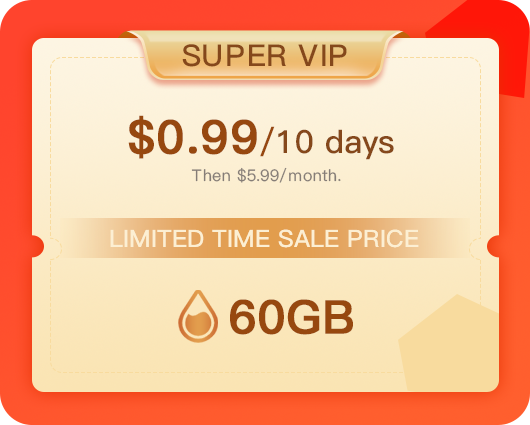 SUPER VIP
$0.99/10 days
Then $5.99/month.
LIMITED TIME SALE PRICE
60GB